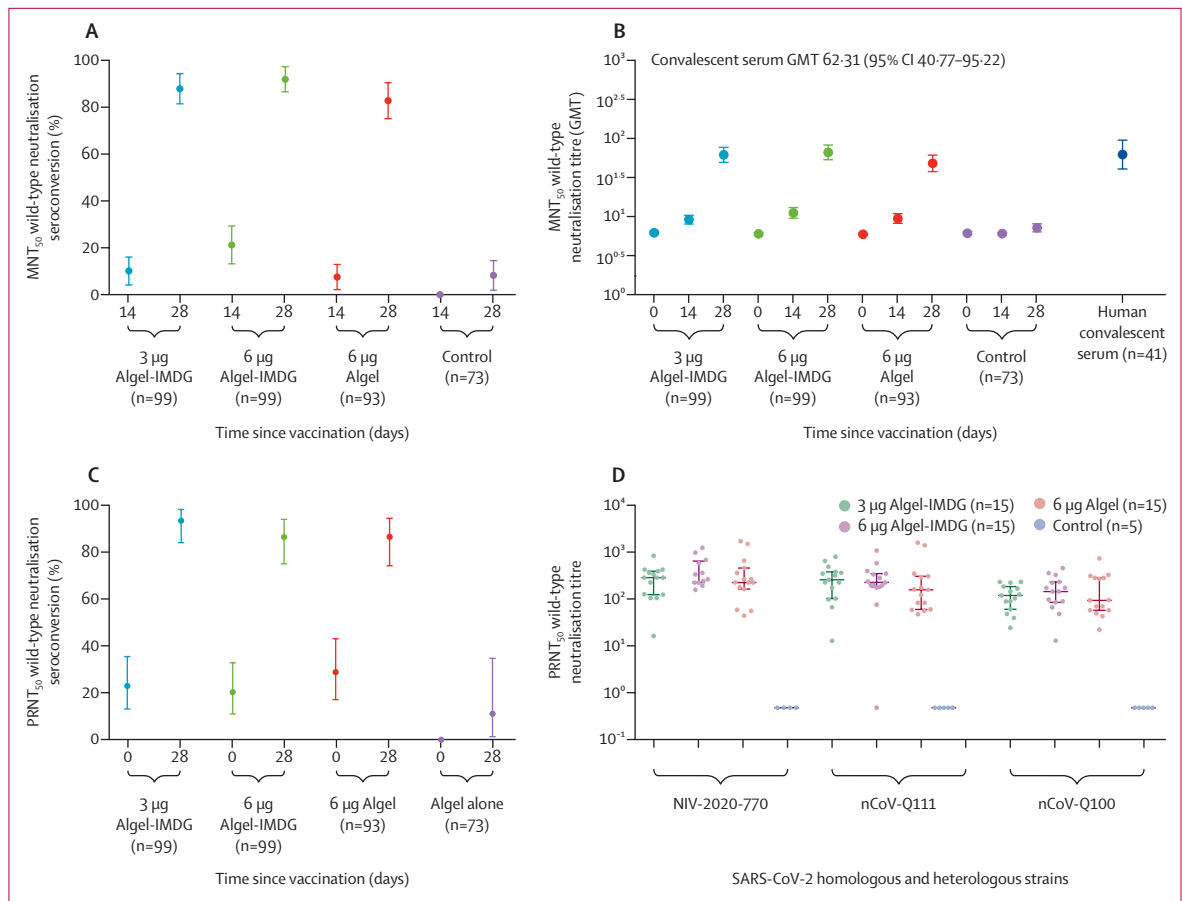 A
MNT50 wild-type neutralisation
seroconversion (%)
100
80
60
40
20
0
14 28 14 28 14 28 14 28
3 µg
Algel-IMDG
(n=99)
6 µg
Algel-IMDG
(n=99)
6 µg
Algel
(n=93)
Control
(n=73)
Time since vaccination (days)
B
Convalescent serum GMT 62·31 (95% CI 40·77–95·22)
MNT50 wild-type
neutralisation titre (GMT)
10³
10²·⁵
10²
10¹·⁵
10¹
10⁰·⁵
10⁰
0 14 28 0 14 28 0 14 28 0 14 28
3 µg
Algel-IMDG
(n=99)
6 µg
Algel-IMDG
(n=99)
6 µg
Algel
(n=93)
Control
(n=73)
Human
convalescent
serum (n=41)
Time since vaccination (days)
C
PRNT50 wild-type neutralisation
seroconversion (%)
100
80
60
40
20
0
0 28 0 28 0 28 0 28
3 µg
Algel-IMDG
(n=99)
6 µg
Algel-IMDG
(n=99)
6 µg Algel
(n=93)
Algel alone
(n=73)
Time since vaccination (days)
D
3 µg Algel-IMDG (n=15)
6 µg Algel-IMDG (n=15)
6 µg Algel (n=15)
Control (n=5)
PRNT50 wild-type
neutralisation titre
10⁴
10³
10²
10¹
10⁰
10⁻¹
NIV-2020-770
nCoV-Q111
nCoV-Q100
SARS-CoV-2 homologous and heterologous strains